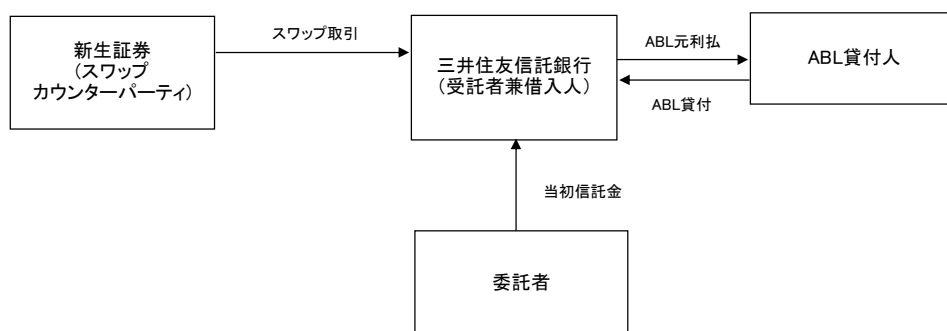 新生証券
(スワップ
カウンターパーティ)
スワップ取引
三井住友信託銀行
(受託者兼借入人)
ABL元利払
ABL貸付
ABL貸付人
当初信託金
委託者